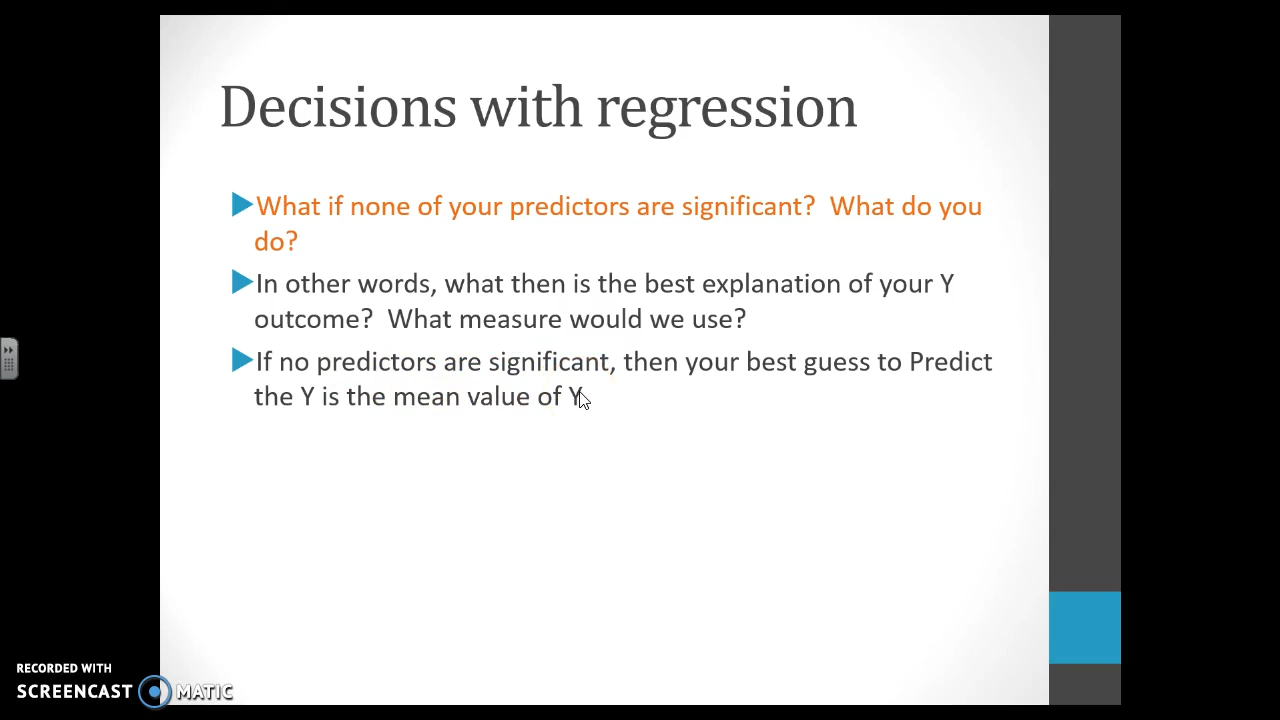 Decisions with regression
What if none of your predictors are significant?  What do you
do?
In other words, what then is the best explanation of your Y
outcome?  What measure would we use?
If no predictors are significant, then your best guess to Predict
the Y is the mean value of Y
RECORDED WITH
SCREENCAST MATIC